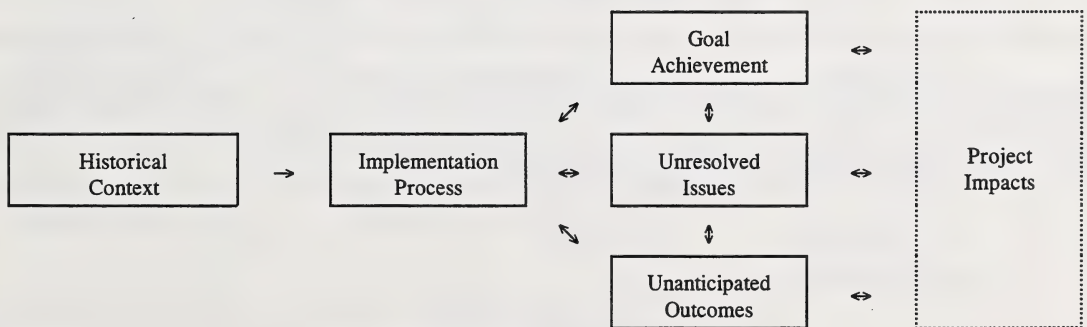 Goal
Achievement
Historical
Context
Implementation
Process
Unresolved
Issues
Project
Impacts
Unanticipated
Outcomes